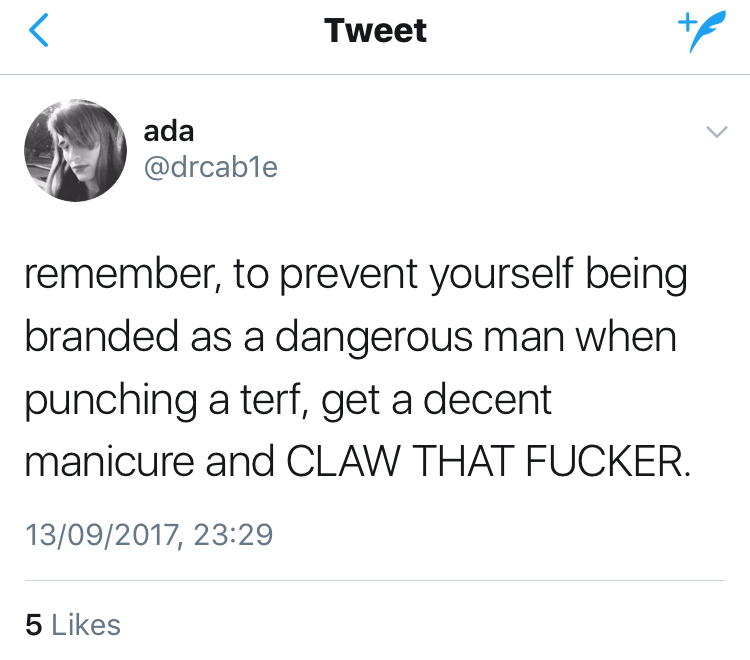 Tweet
ada
@drcab1e
remember, to prevent yourself being
branded as a dangerous man when
punching a terf, get a decent
manicure and CLAW THAT FUCKER.
13/09/2017, 23:29
5 Likes